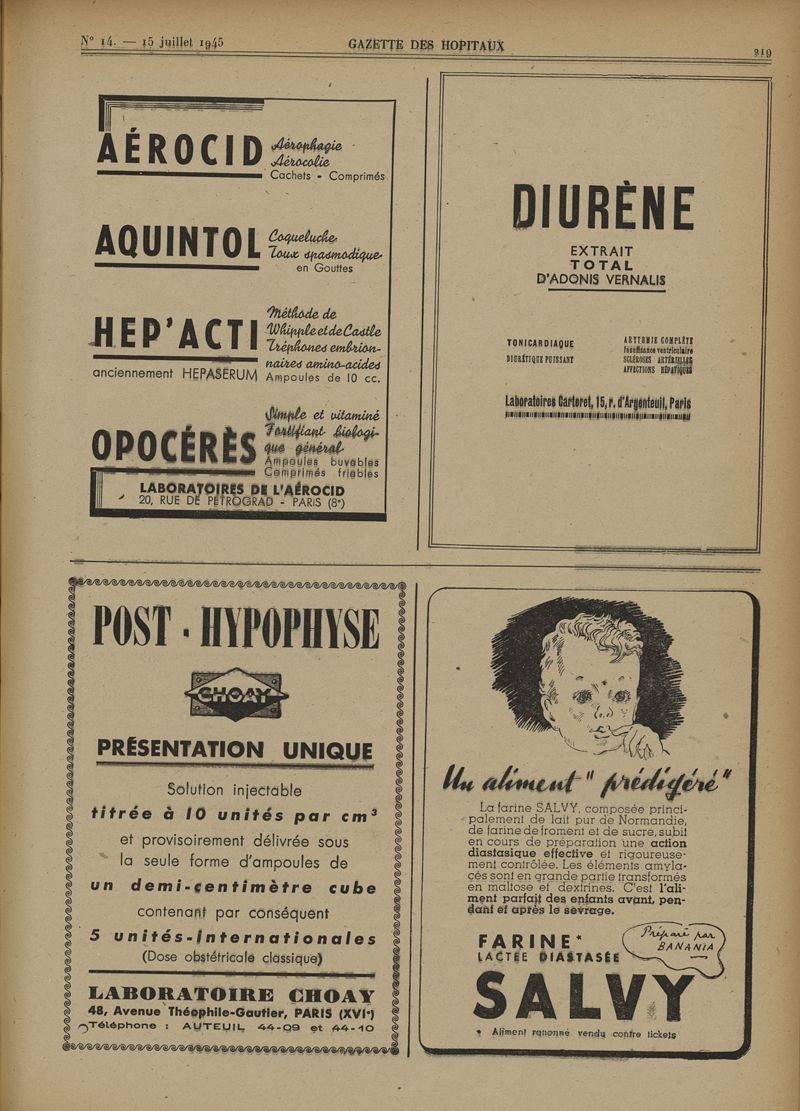 N° 14. — 15 juillet 1945
GAZETTE DES HOPITAUX
219
AÉROCID
Aérophagie
Aérocolie
Cachets - Comprimés
AQUINTOL
Coqueluche
Toux spasmodique
en Gouttes
HEP'ACTI
anciennement HEPASERUM
Méthode de
Whipple et de Castle
Tréphones embrion-
naires amino-acides
Ampoules de 10 cc.
OPOCÉRÈS
Simple et vitaminé
Fortifiant biologi-
que général
Ampoules buvables
Comprimés friables
LABORATOIRES DE L'AÉROCID
20, RUE DE PÉTROGRAD - PARIS (8e)
DIURÈNE
EXTRAIT
TOTAL
D'ADONIS VERNALIS
TONICARDIAQUE
DIURÉTIQUE PUISSANT
ARYTHMIE COMPLÈTE
Insuffisance ventriculaire
SCLÉROSES ARTÉRIELLES
AFFECTIONS HÉPATIQUES
Laboratoires Carteret, 15, r. d'Argenteuil, Paris
POST - HYPOPHYSE
CHOAY
PRÉSENTATION UNIQUE
Solution injectable
titrée à 10 unités par cm³
et provisoirement délivrée sous
la seule forme d'ampoules de
un demi-centimètre cube
contenant par conséquent
5 unités-internationales
(Dose obstétricale classique)
LABORATOIRE CHOAY
48, Avenue Théophile-Gautier, PARIS (XVIe)
Téléphone : AUTEUIL 44-09 et 44-10
Un aliment "prédigéré"
La farine SALVY, composée princi-
palement de lait pur de Normandie,
de farine de froment et de sucre, subit
en cours de préparation une action
diastasique effective et rigoureuse-
ment contrôlée. Les éléments amyla-
cés sont en grande partie transformés
en maltose et dextrines. C'est l'ali-
ment parfait des enfants avant, pen-
dant et après le sevrage.
FARINE*
LACTÉE DIASTASÉE
Préparé par
BANANIA
SALVY
* Aliment rationné vendu contre tickets